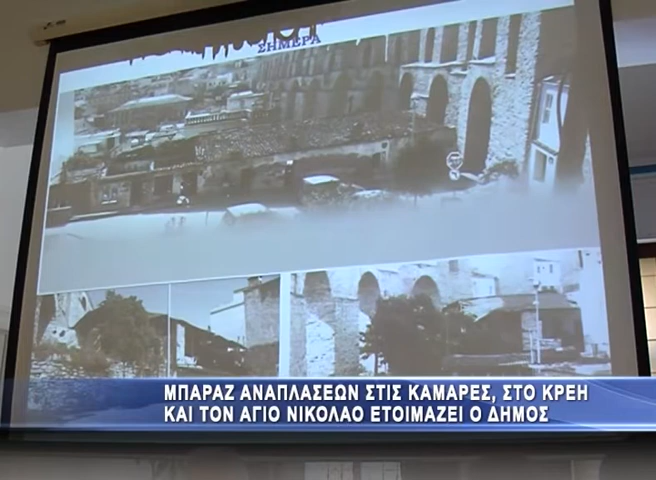 ΣΗΜΕΡΑ
ΜΠΑΡΑΖ ΑΝΑΠΛΑΣΕΩΝ ΣΤΙΣ ΚΑΜΑΡΕΣ, ΣΤΟ ΚΡΕΗ
ΚΑΙ ΤΟΝ ΑΓΙΟ ΝΙΚΟΛΑΟ ΕΤΟΙΜΑΖΕΙ Ο ΔΗΜΟΣ